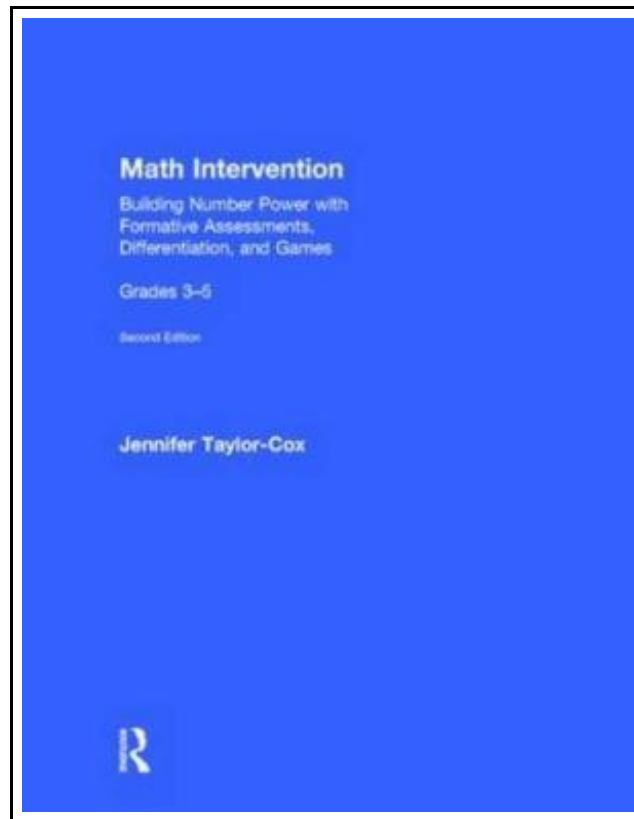 Math Intervention
Building Number Power with
Formative Assessments,
Differentiation, and Games
Grades 3–5
Second Edition
Jennifer Taylor-Cox
R